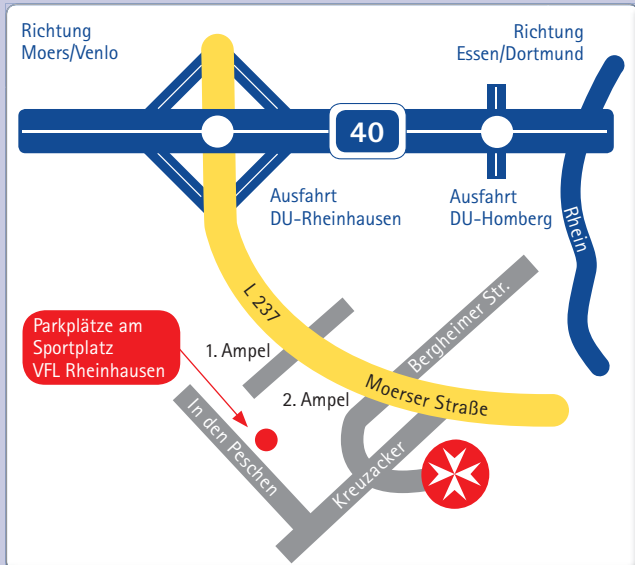 Richtung
Moers/Venlo
Richtung
Essen/Dortmund
40
Ausfahrt
DU-Rheinhausen
Ausfahrt
DU-Homberg
Rhein
L 237
Bergheimer Str.
Parkplätze am
Sportplatz
VFL Rheinhausen
1. Ampel
2. Ampel
Moerser Straße
In den Peschen
Kreuzacker